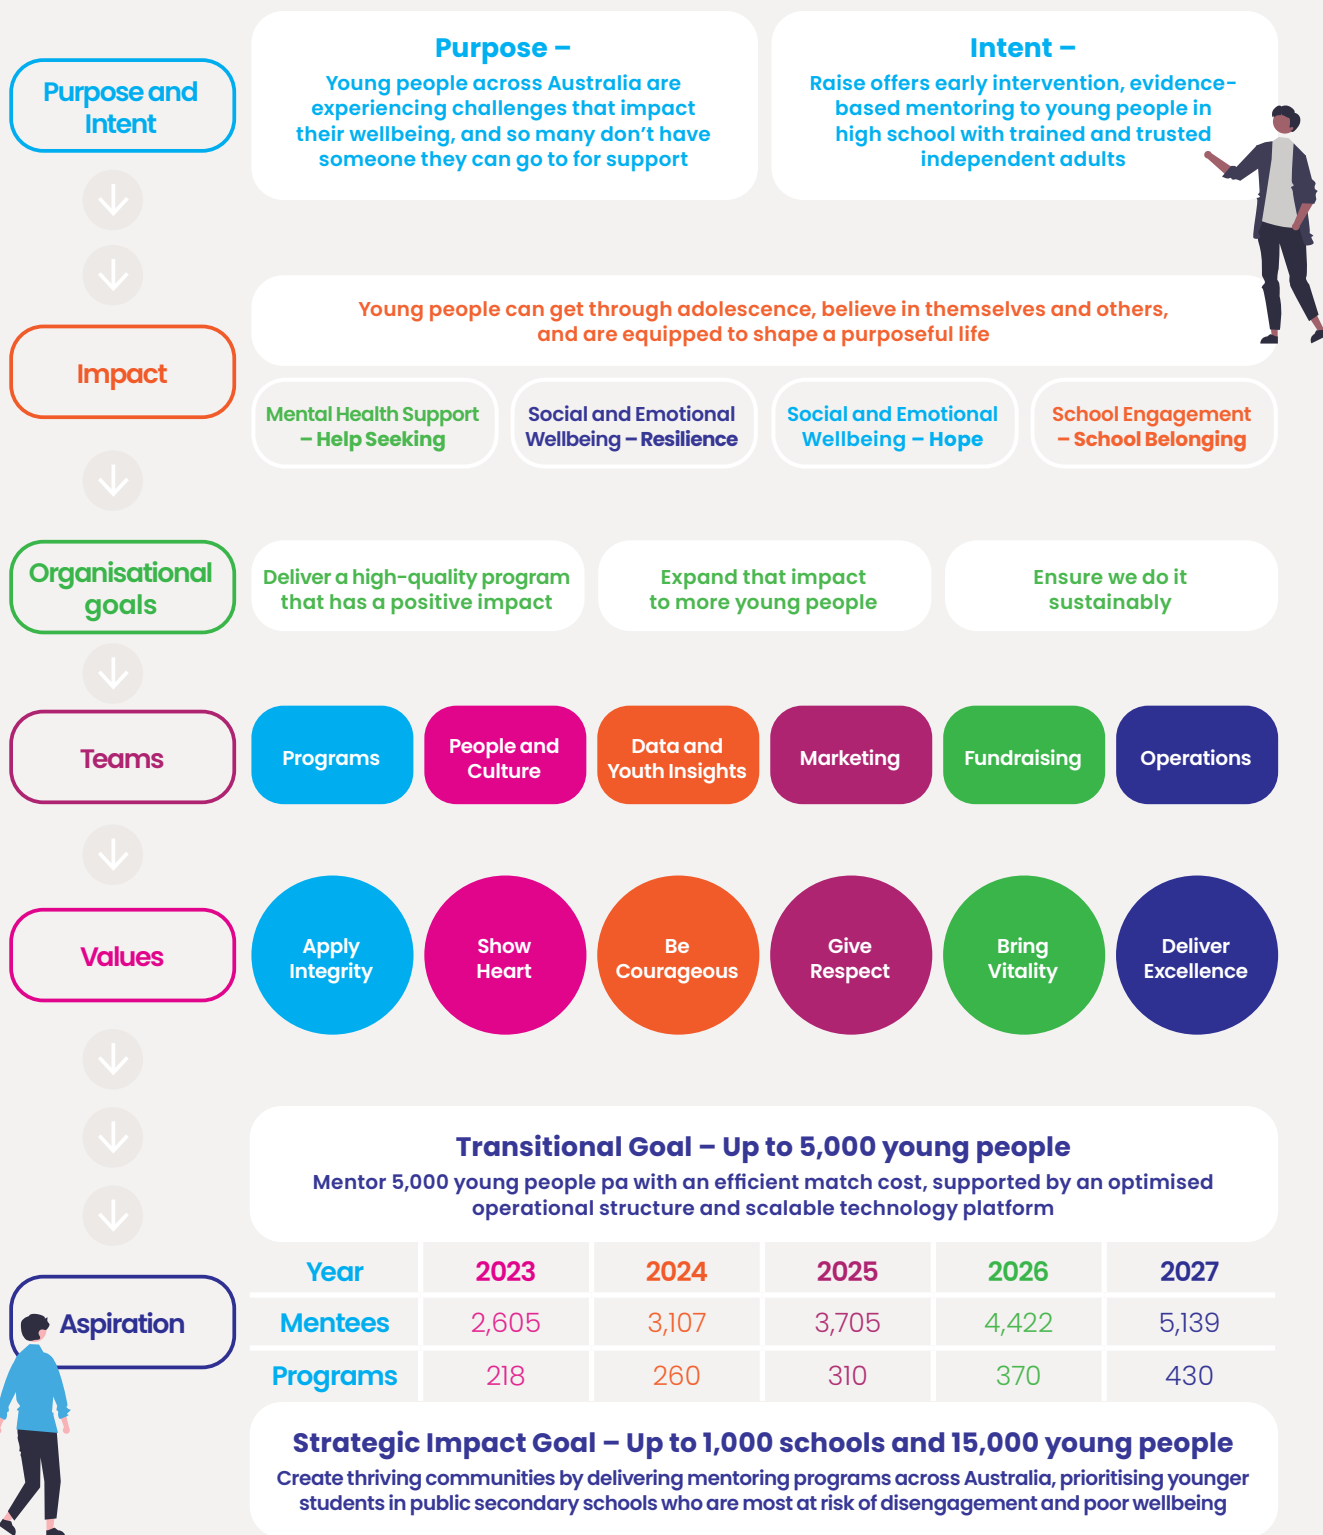 Purpose and
Intent
Purpose –
Young people across Australia are
experiencing challenges that impact
their wellbeing, and so many don’t have
someone they can go to for support
Intent –
Raise offers early intervention, evidence-
based mentoring to young people in
high school with trained and trusted
independent adults
Impact
Young people can get through adolescence, believe in themselves and others,
and are equipped to shape a purposeful life
Mental Health Support
– Help Seeking
Social and Emotional
Wellbeing – Resilience
Social and Emotional
Wellbeing – Hope
School Engagement
– School Belonging
Organisational
goals
Deliver a high-quality program
that has a positive impact
Expand that impact
to more young people
Ensure we do it
sustainably
Teams
Programs
People and
Culture
Data and
Youth Insights
Marketing
Fundraising
Operations
Values
Apply
Integrity
Show
Heart
Be
Courageous
Give
Respect
Bring
Vitality
Deliver
Excellence
Aspiration
Transitional Goal – Up to 5,000 young people
Mentor 5,000 young people pa with an efficient match cost, supported by an optimised
operational structure and scalable technology platform
Year 2023 2024 2025 2026 2027
Mentees 2,605 3,107 3,705 4,422 5,139
Programs 218 260 310 370 430
Strategic Impact Goal – Up to 1,000 schools and 15,000 young people
Create thriving communities by delivering mentoring programs across Australia, prioritising younger
students in public secondary schools who are most at risk of disengagement and poor wellbeing